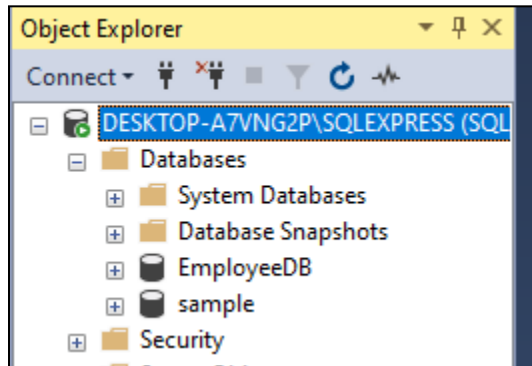 Object Explorer
Connect
DESKTOP-A7VNG2P\SQLEXPRESS (SQL
Databases
System Databases
Database Snapshots
EmployeeDB
sample
Security